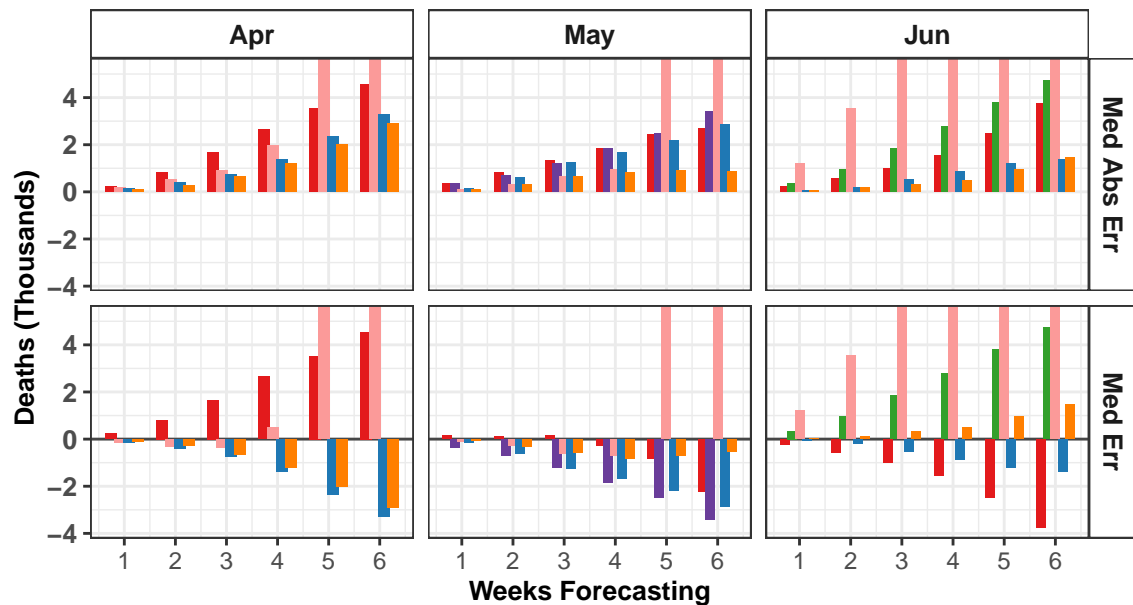 Apr May Jun
4
2
0
−2
−4
Med Abs Err
4
2
0
−2
−4
Med Err
Deaths (Thousands)
1 2 3 4 5 6 1 2 3 4 5 6 1 2 3 4 5 6
Weeks Forecasting